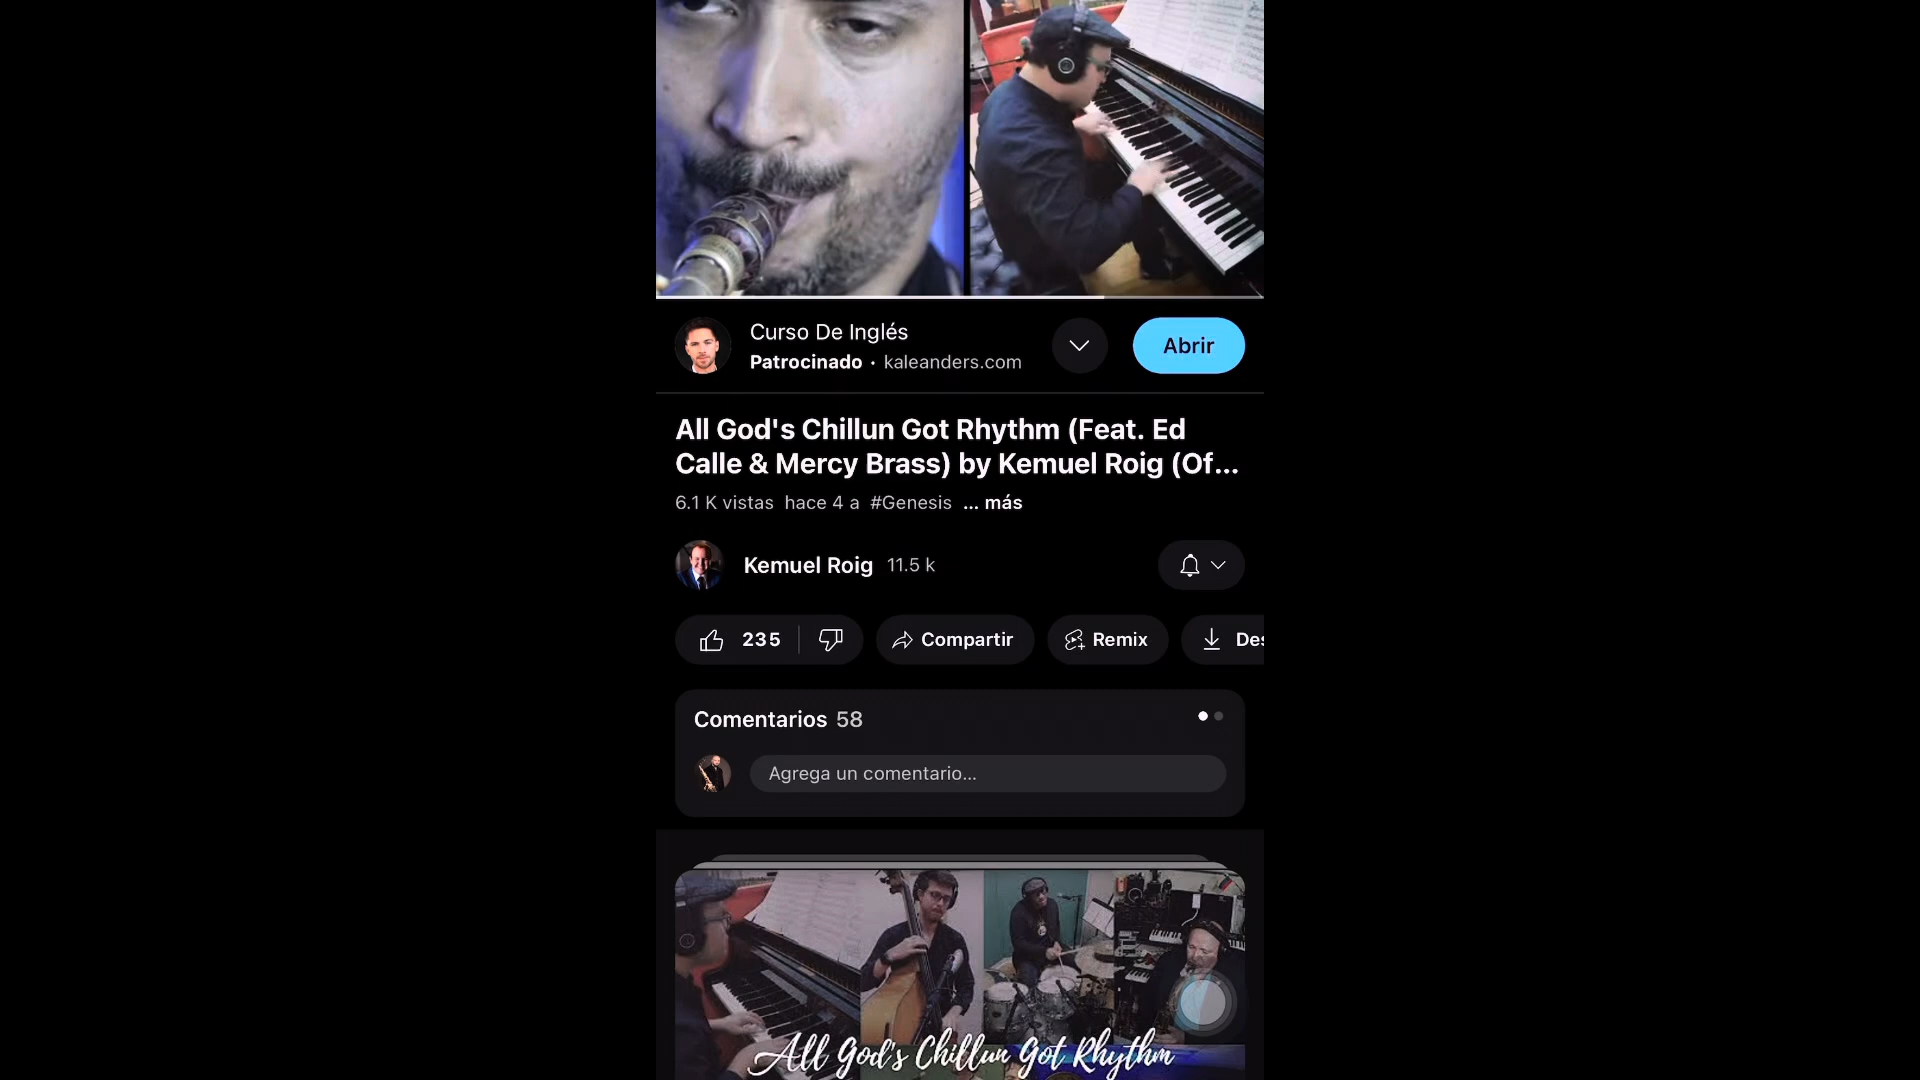 Curso De Inglés
Patrocinado · kaleanders.com
Abrir
All God's Chillun Got Rhythm (Feat. Ed
Calle & Mercy Brass) by Kemuel Roig (Of...
6.1 K vistas hace 4 a #Genesis ... más
Kemuel Roig 11.5 k
235
Compartir
Remix
Des
Comentarios 58
Agrega un comentario...
All God's Chillun Got Rhythm